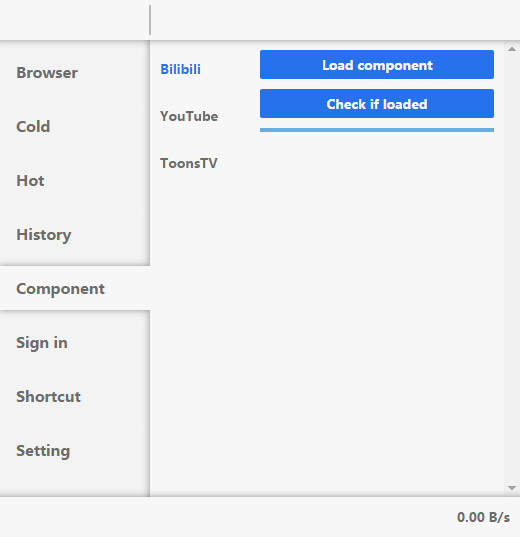 Browser
Cold
Hot
History
Component
Sign in
Shortcut
Setting
Bilibili
YouTube
ToonsTV
Load component
Check if loaded
0.00 B/s